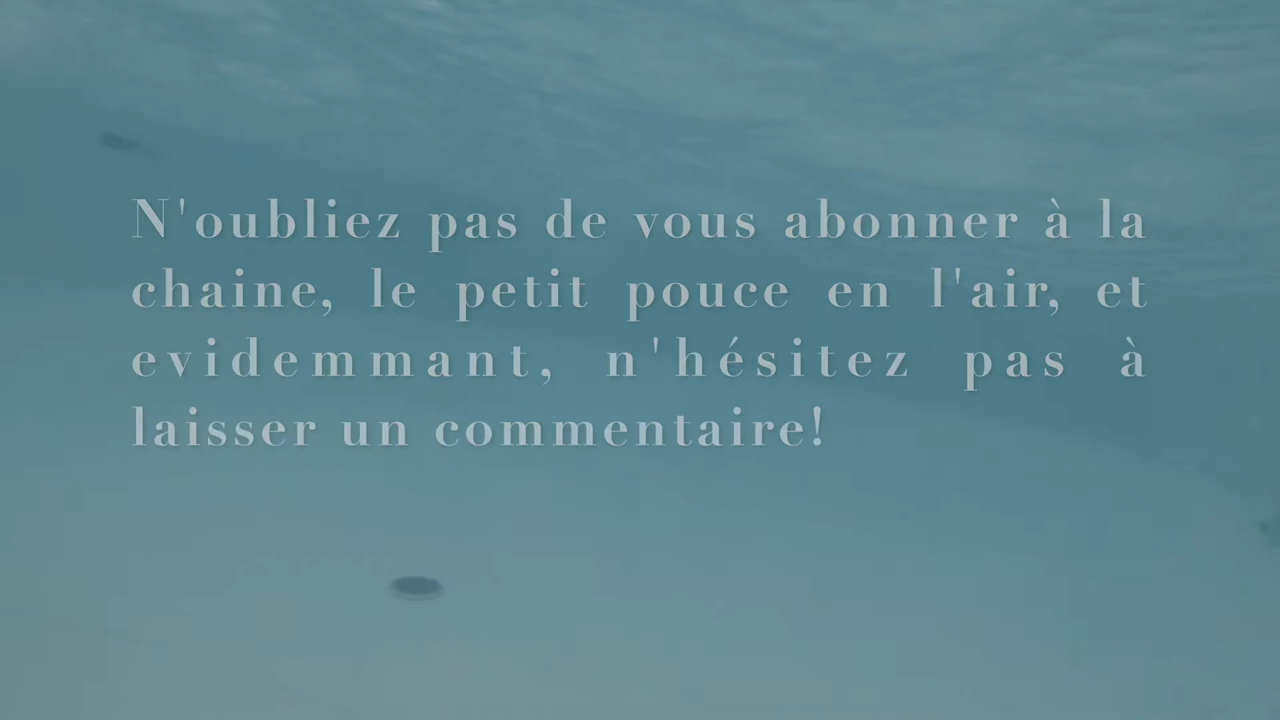 N'oubliez pas de vous abonner à la
chaine, le petit pouce en l'air, et
evidemmant, n'hésitez pas à
laisser un commentaire!